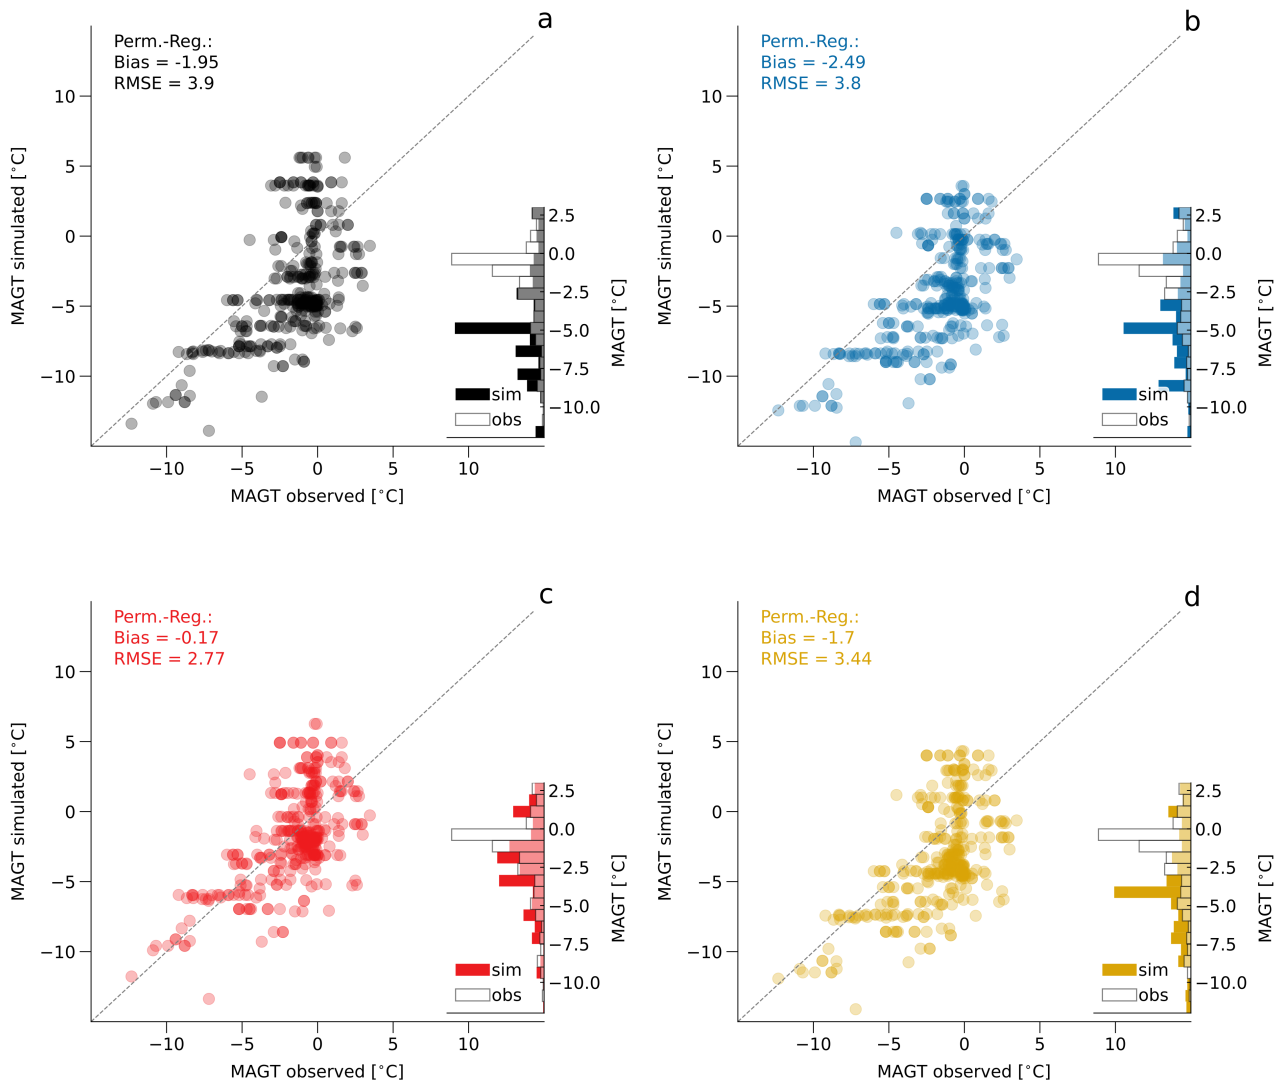 a
Perm.-Reg.:
Bias = -1.95
RMSE = 3.9
MAGT simulated [°C]
10
5
0
−5
−10
−10
−5
0
5
10
MAGT observed [°C]
2.5
0.0
−2.5
−5.0
−7.5
−10.0
MAGT [°C]
sim
obs
b
Perm.-Reg.:
Bias = -2.49
RMSE = 3.8
MAGT simulated [°C]
10
5
0
−5
−10
−10
−5
0
5
10
MAGT observed [°C]
2.5
0.0
−2.5
−5.0
−7.5
−10.0
MAGT [°C]
sim
obs
c
Perm.-Reg.:
Bias = -0.17
RMSE = 2.77
MAGT simulated [°C]
10
5
0
−5
−10
−10
−5
0
5
10
MAGT observed [°C]
2.5
0.0
−2.5
−5.0
−7.5
−10.0
MAGT [°C]
sim
obs
d
Perm.-Reg.:
Bias = -1.7
RMSE = 3.44
MAGT simulated [°C]
10
5
0
−5
−10
−10
−5
0
5
10
MAGT observed [°C]
2.5
0.0
−2.5
−5.0
−7.5
−10.0
MAGT [°C]
sim
obs